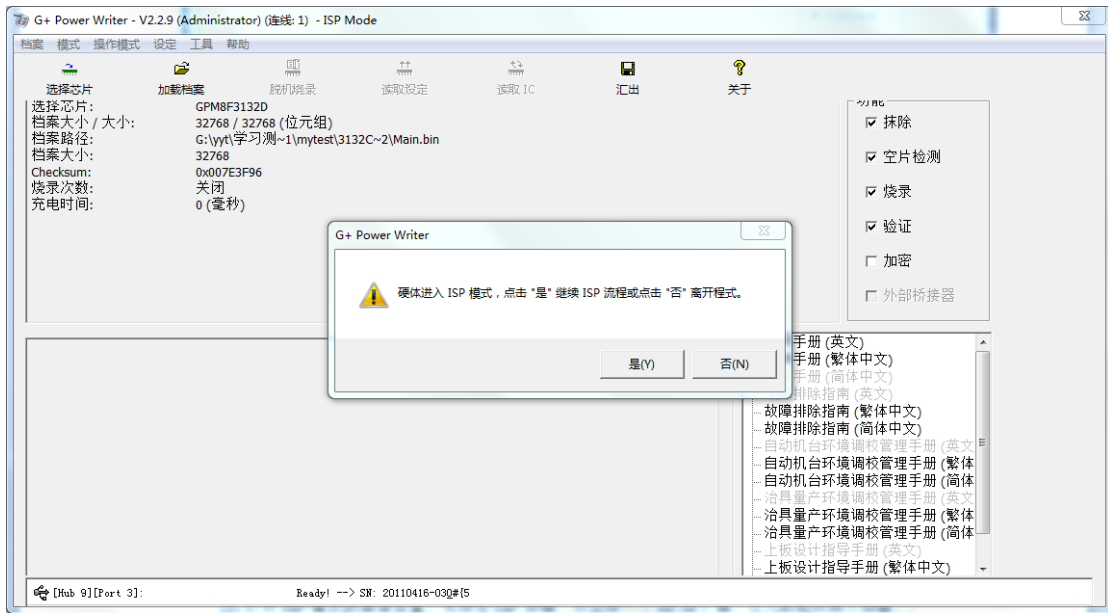 G+ Power Writer - V2.2.9 (Administrator) (连线: 1)  - ISP Mode
档案 模式 操作模式 设定 工具 帮助
选择芯片 加载档案 脱机烧录 读取设定 读取 IC 汇出 关于
选择芯片: GPM8F3132D
档案大小 / 大小: 32768 / 32768 (位元组)
档案路径: G:\yyt\学习测~1\mytest\3132C~2\Main.bin
档案大小: 32768
Checksum: 0x007E3F96
烧录次数: 关闭
充电时间: 0 (毫秒)
功能
抹除
空片检测
烧录
验证
加密
外部桥接器
G+ Power Writer
硬体进入 ISP 模式，点击 "是" 继续 ISP 流程或点击 "否" 离开程式。
是(Y) 否(N)
手册 (英文)
手册 (繁体中文)
手册 (简体中文)
排除指南 (英文)
故障排除指南 (繁体中文)
故障排除指南 (简体中文)
自动机台环境调校管理手册 (英文
自动机台环境调校管理手册 (繁体
自动机台环境调校管理手册 (简体
治具量产环境调校管理手册 (英文
治具量产环境调校管理手册 (繁体
治具量产环境调校管理手册 (简体
上板设计指导手册 (英文)
上板设计指导手册 (繁体中文)
[Hub 9][Port 3]: Ready! --> SN: 20110416-030#{5